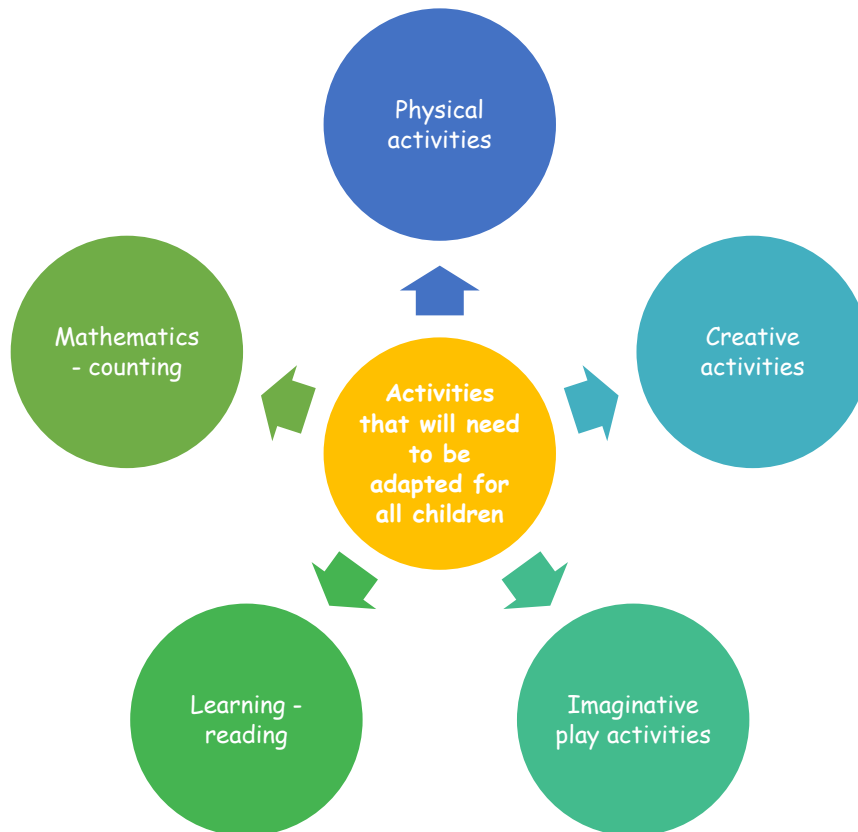 Physical
activities
Mathematics
- counting
Creative
activities
Activities
that will need
to be
adapted for
all children
Learning -
reading
Imaginative
play activities